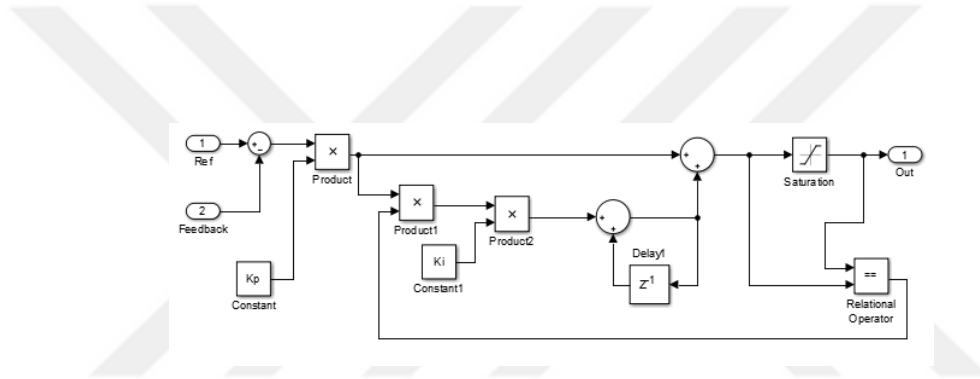 1
Ref
+
-
×
Product
2
Feedback
Kp
Constant
×
Product1
Ki
Constant1
×
Product2
+
+
Delay1
Z-1
+
+
Saturation
1
Out
==
Relational
Operator